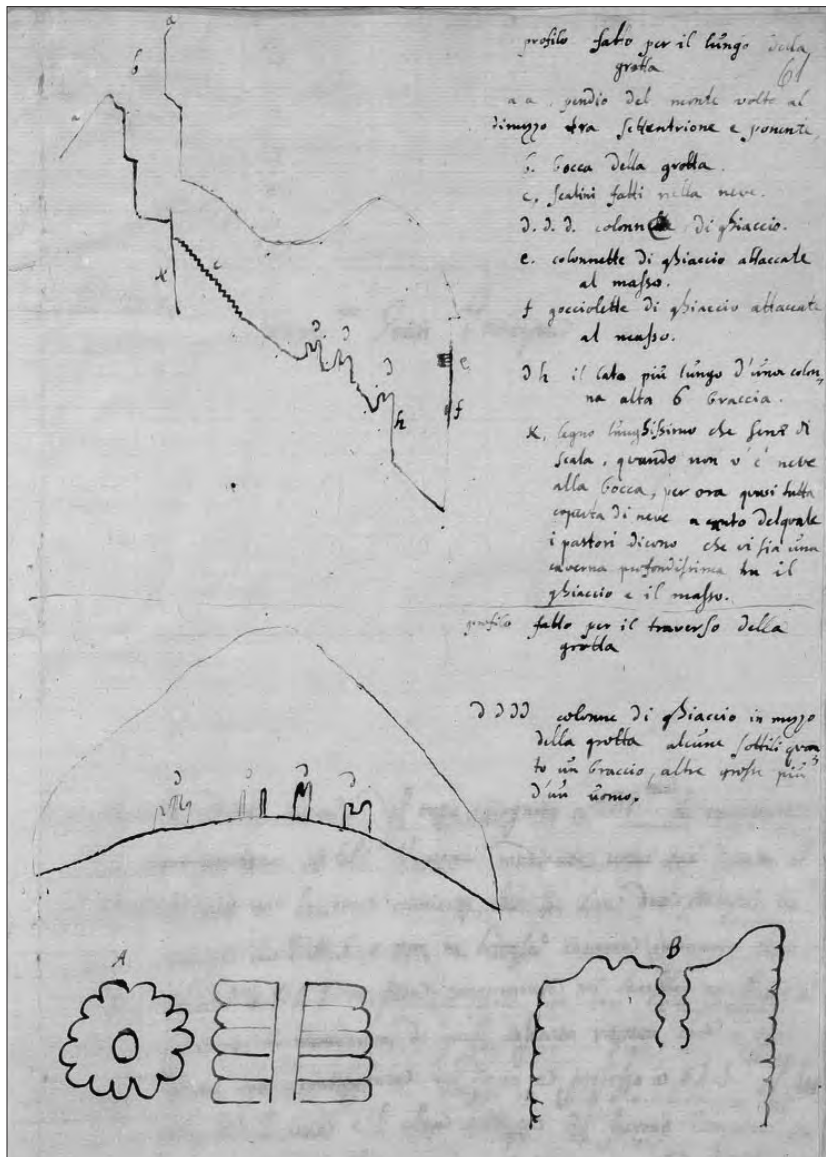 profilo fatto per il lungo della
grotta
61
a a. pendio del monte volto al
dimezzo tra settentrione e ponente,
b. bocca della grotta.
c, scalini fatti nella neve.
d. d. d. colonne di ghiaccio.
e. colonnette di ghiaccio attaccate
al masso.
f gocciolette di ghiaccio attaccate
al masso.
d h il lato più lungo d'una colon-
na alta 6 braccia.
K, legno lunghissimo che serve di
scala, quando non v'è neve
alla bocca, per ora quasi tutta
coperta di neve a canto del quale
i pastori dicono che vi sia una
caverna profondissima tra il
ghiaccio e il masso.
a
b
a
K
c
d
d
d
e
f
h
profilo fatto per il traverso della
grotta
d d d d colonne di ghiaccio in mezzo
della grotta alcune sottili quan
to un braccio, altre grosse più
d'un uomo.
d d d d
A
B